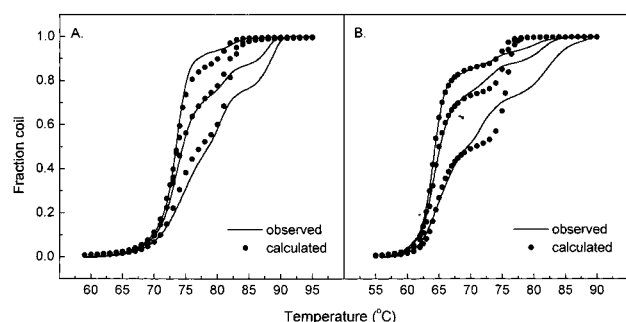 A.
B.
Fraction coil
1.0
0.8
0.6
0.4
0.2
0.0
observed
calculated
observed
calculated
60 65 70 75 80 85 90 95
55 60 65 70 75 80 85 90
Temperature (°C)